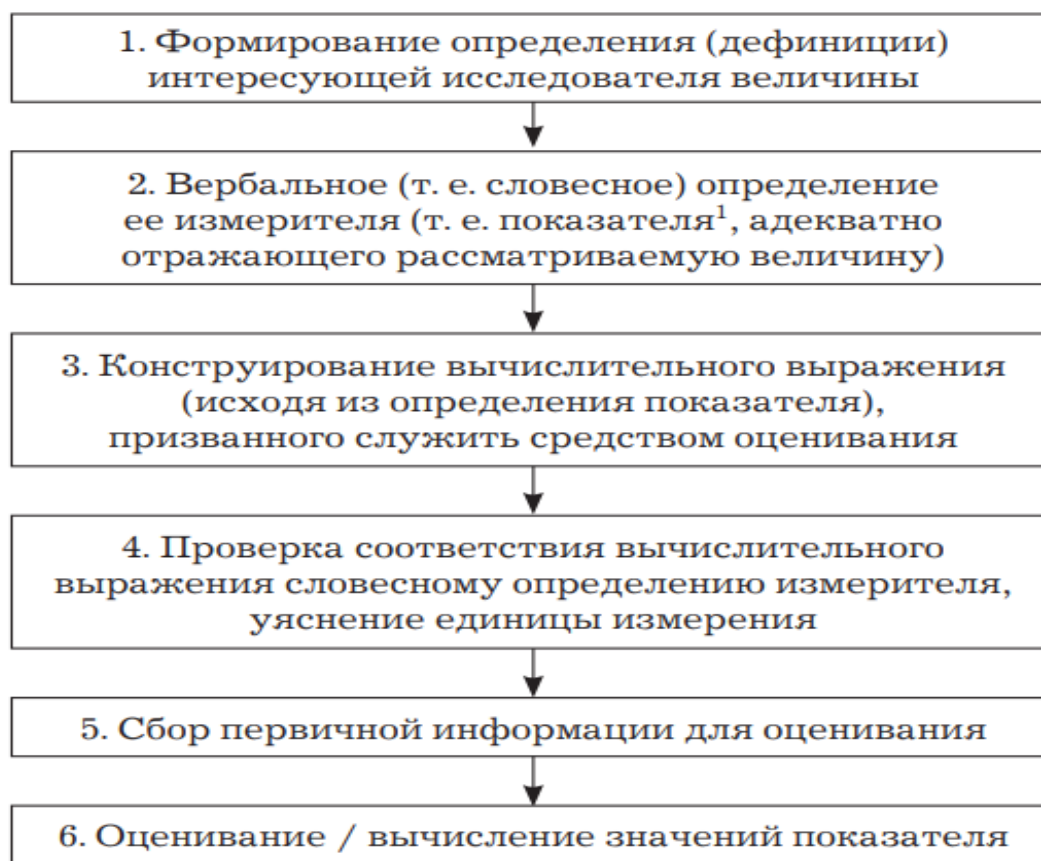 1. Формирование определения (дефиниции)
интересующей исследователя величины
2. Вербальное (т. е. словесное) определение
ее измерителя (т. е. показателя¹, адекватно
отражающего рассматриваемую величину)
3. Конструирование вычислительного выражения
(исходя из определения показателя),
призванного служить средством оценивания
4. Проверка соответствия вычислительного
выражения словесному определению измерителя,
уяснение единицы измерения
5. Сбор первичной информации для оценивания
6. Оценивание / вычисление значений показателя